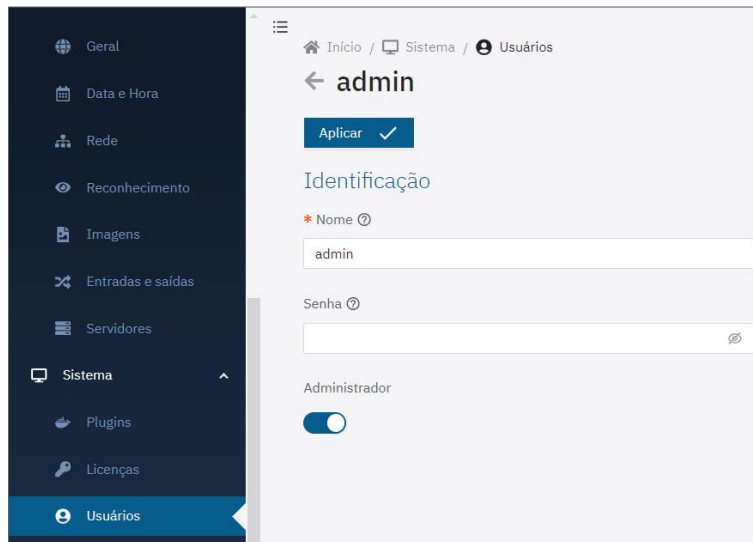 Geral
Data e Hora
Rede
Reconhecimento
Imagens
Entradas e saídas
Servidores
Sistema
Plugins
Licenças
Usuários
Início / Sistema / Usuários
admin
Aplicar
Identificação
* Nome
admin
Senha
Administrador